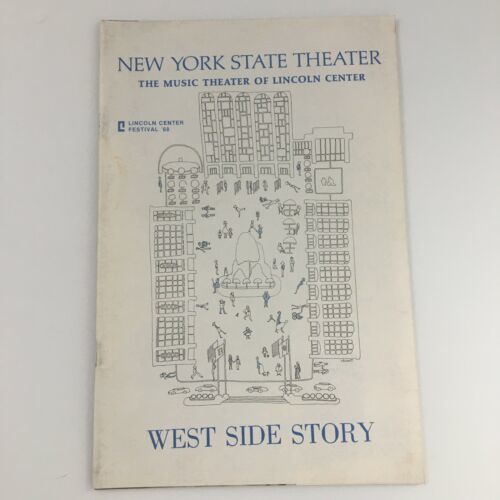 NEW YORK STATE THEATER
THE MUSIC THEATER OF LINCOLN CENTER
LINCOLN CENTER
FESTIVAL '68
WEST SIDE STORY